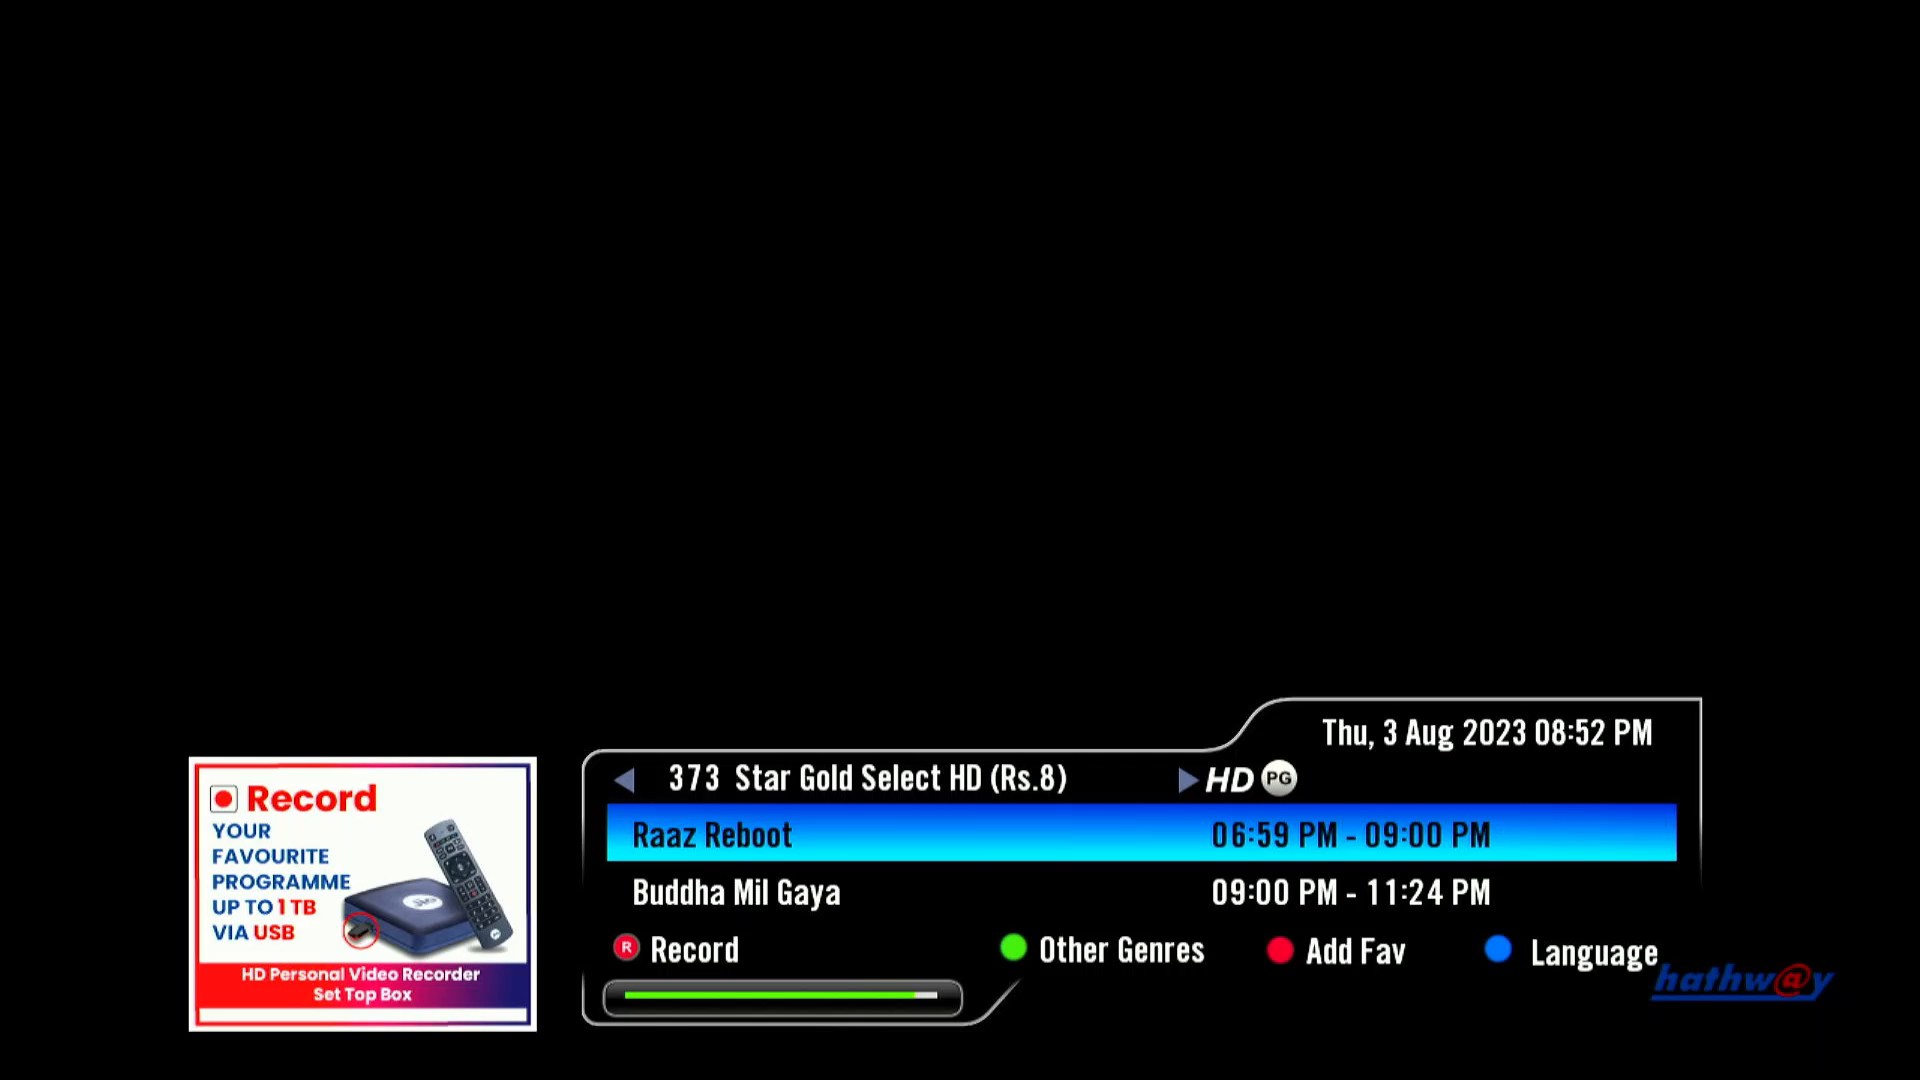 Thu, 3 Aug 2023 08:52 PM
373 Star Gold Select HD (Rs.8) HD PG
Raaz Reboot 06:59 PM - 09:00 PM
Buddha Mil Gaya 09:00 PM - 11:24 PM
R Record Other Genres Add Fav Language
hathw@y
Record
YOUR
FAVOURITE
PROGRAMME
UP TO 1 TB
VIA USB
Jio
HD Personal Video Recorder
Set Top Box